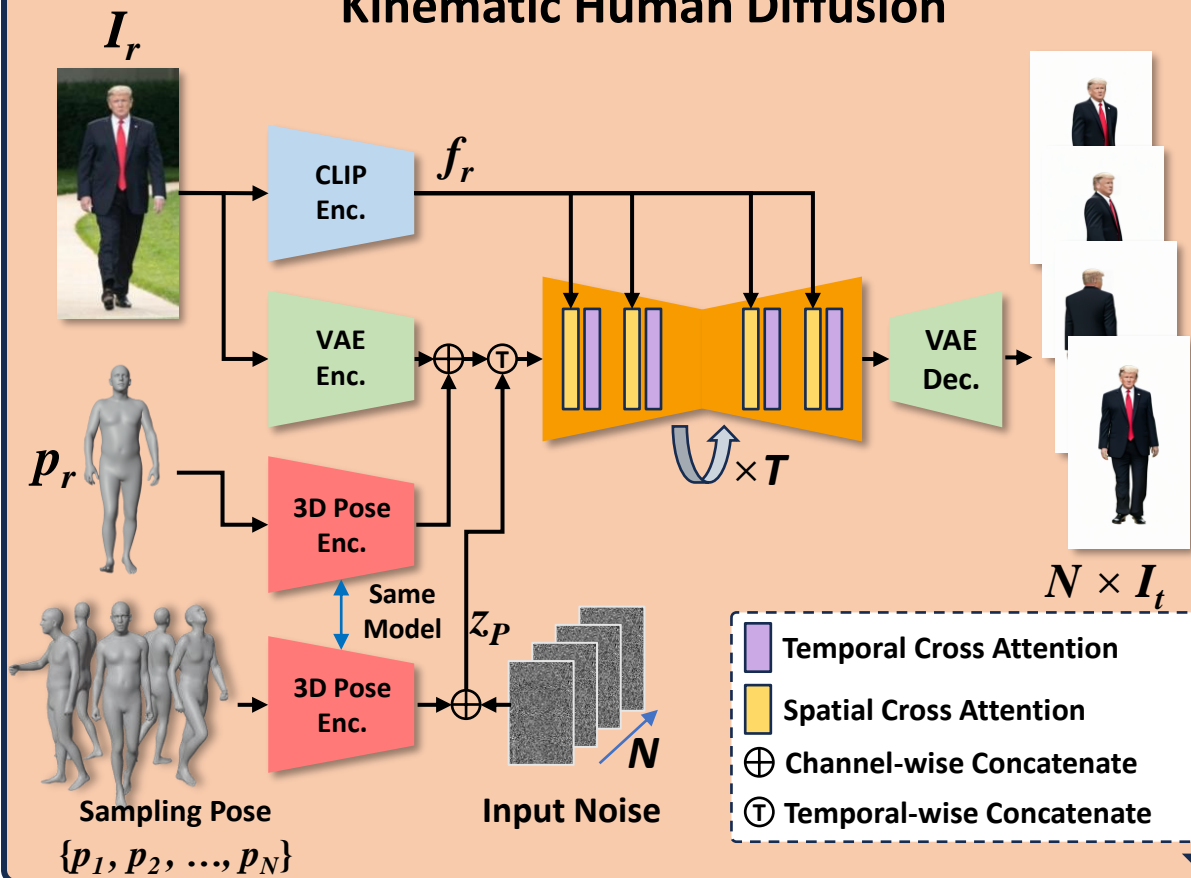 Kinematic Human Diffusion
I_r
CLIP
Enc.
f_r
VAE
Enc.
T
VAE
Dec.
p_r
3D Pose
Enc.
× T
Same
Model
z_P
3D Pose
Enc.
N
Sampling Pose
{p_1, p_2, …, p_N}
Input Noise
N × I_t
Temporal Cross Attention
Spatial Cross Attention
⊕ Channel-wise Concatenate
Ⓣ Temporal-wise Concatenate